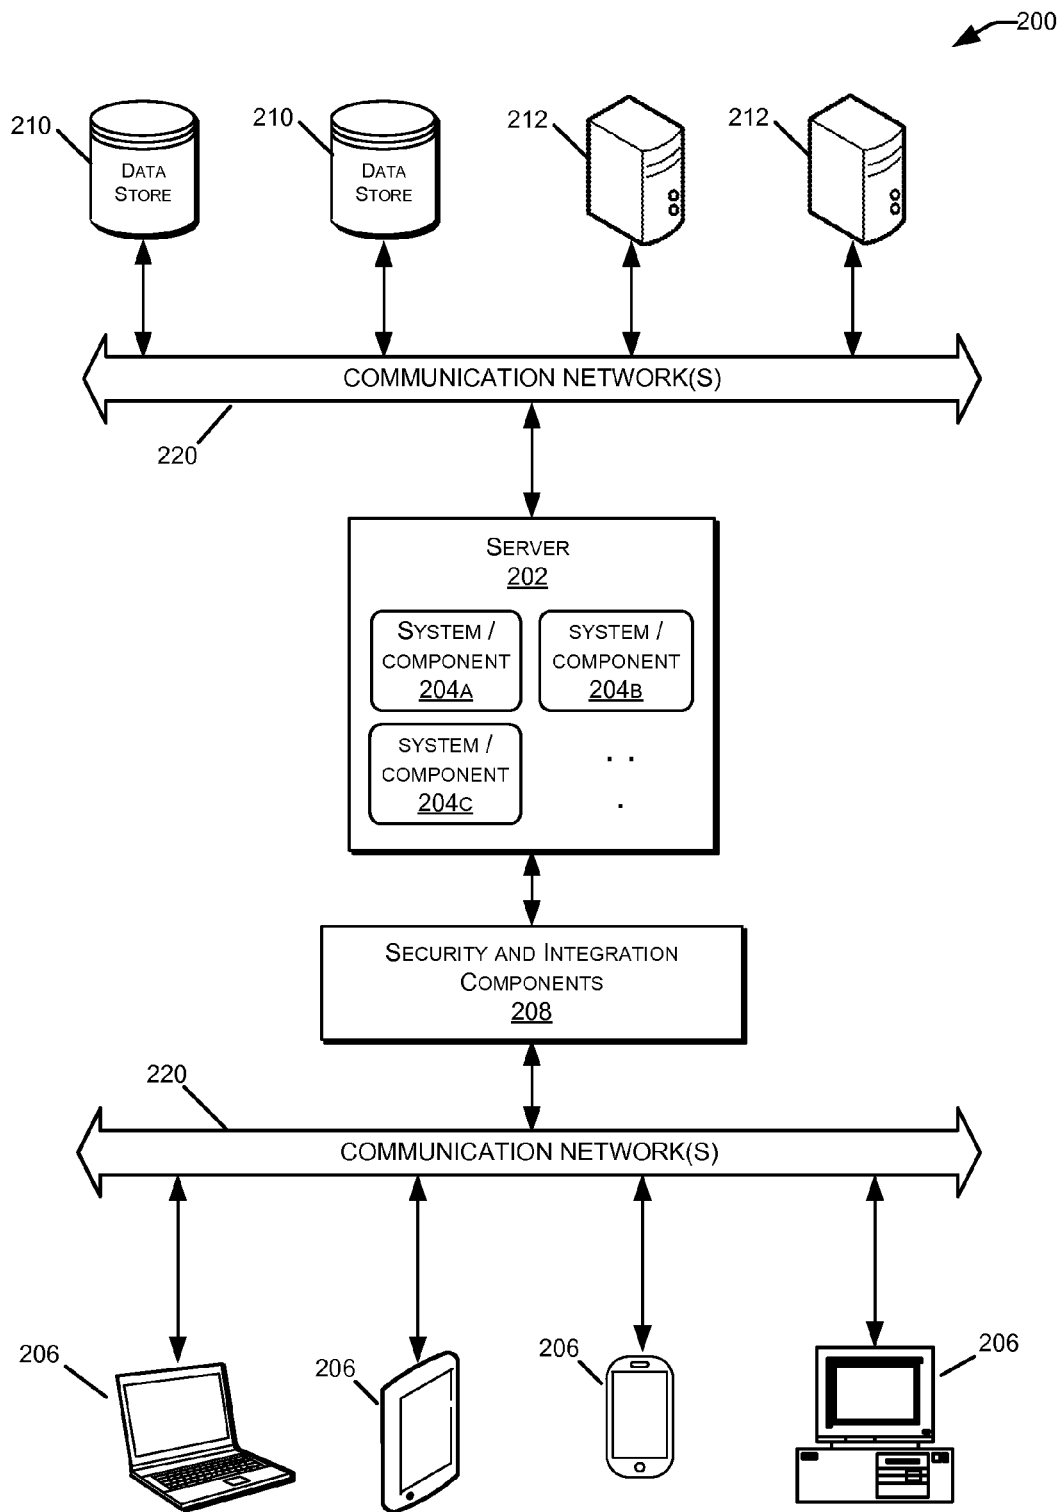 200
210
210
212
212
DATA
STORE
DATA
STORE
COMMUNICATION NETWORK(S)
220
SERVER
202
SYSTEM /
COMPONENT
204A
SYSTEM /
COMPONENT
204B
SYSTEM /
COMPONENT
204C
. .
.
SECURITY AND INTEGRATION
COMPONENTS
208
220
COMMUNICATION NETWORK(S)
206
206
206
206